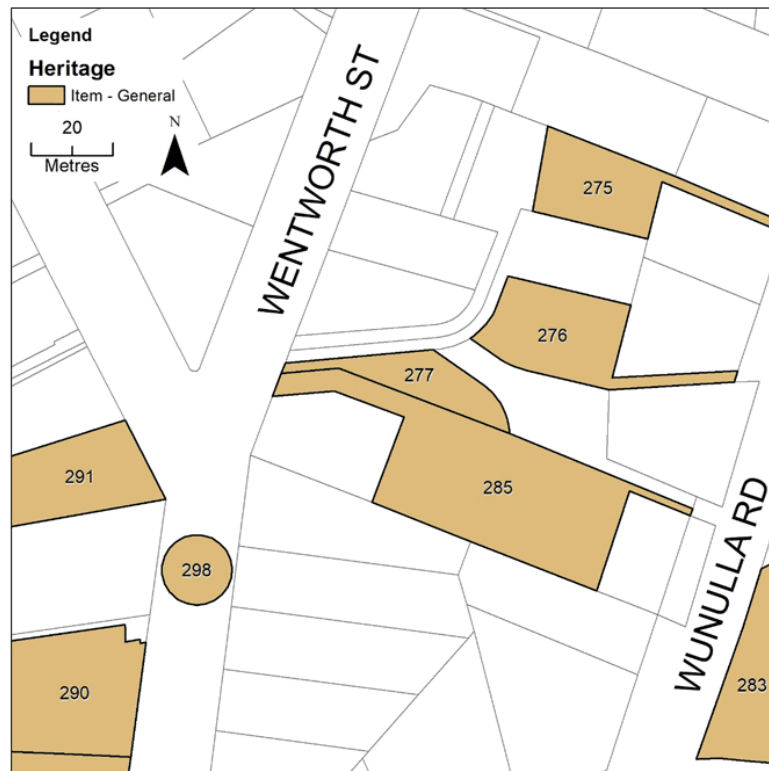 Legend
Heritage
Item - General
20
Metres
N
WENTWORTH ST
275
276
277
291
285
298
WUNULLA RD
290
283